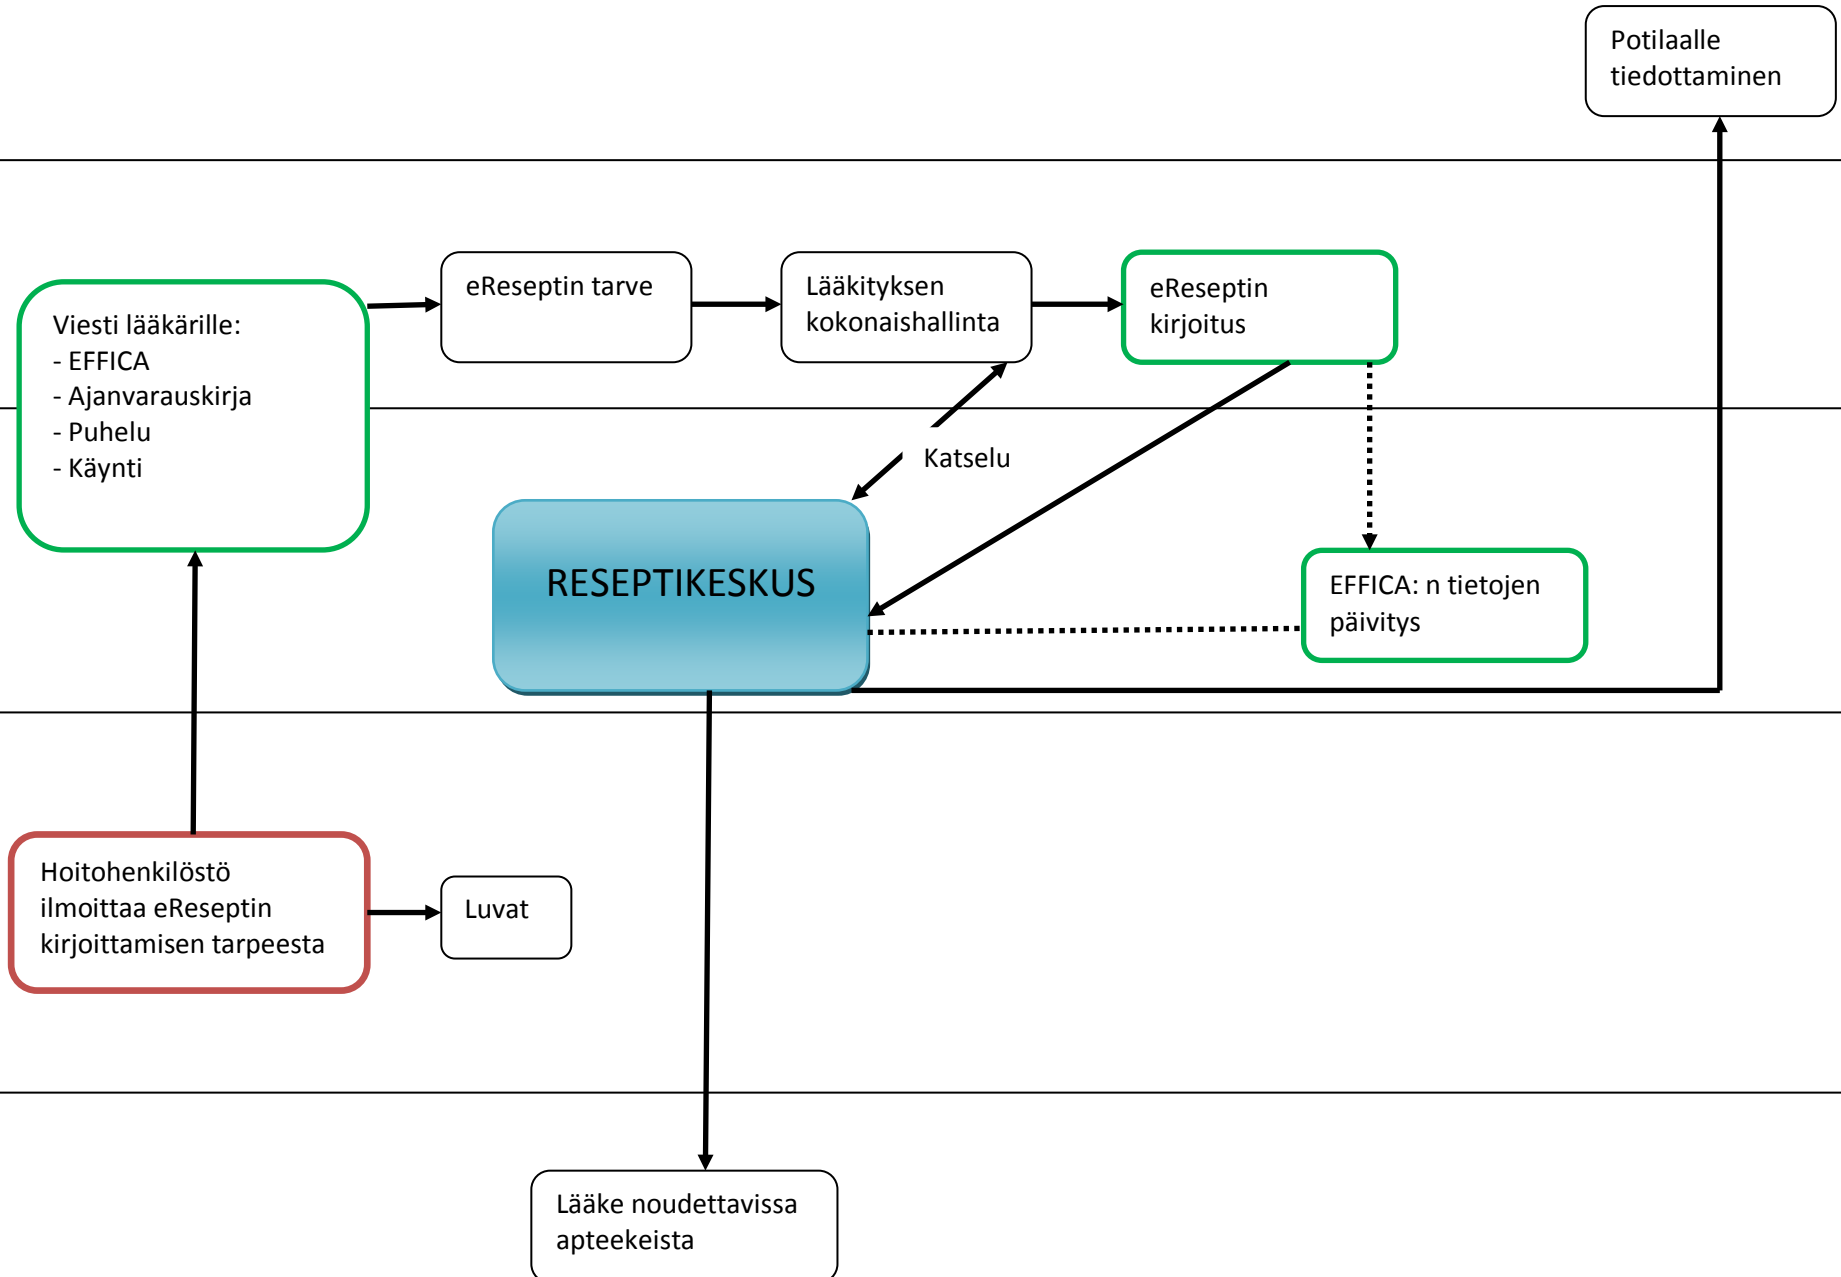 Potilaalle
tiedottaminen
Viesti lääkärille:
- EFFICA
- Ajanvarauskirja
- Puhelu
- Käynti
eReseptin tarve
Lääkityksen
kokonaishallinta
eReseptin
kirjoitus
Katselu
RESEPTIKESKUS
EFFICA: n tietojen
päivitys
Hoitohenkilöstö
ilmoittaa eReseptin
kirjoittamisen tarpeesta
Luvat
Lääke noudettavissa
apteekeista